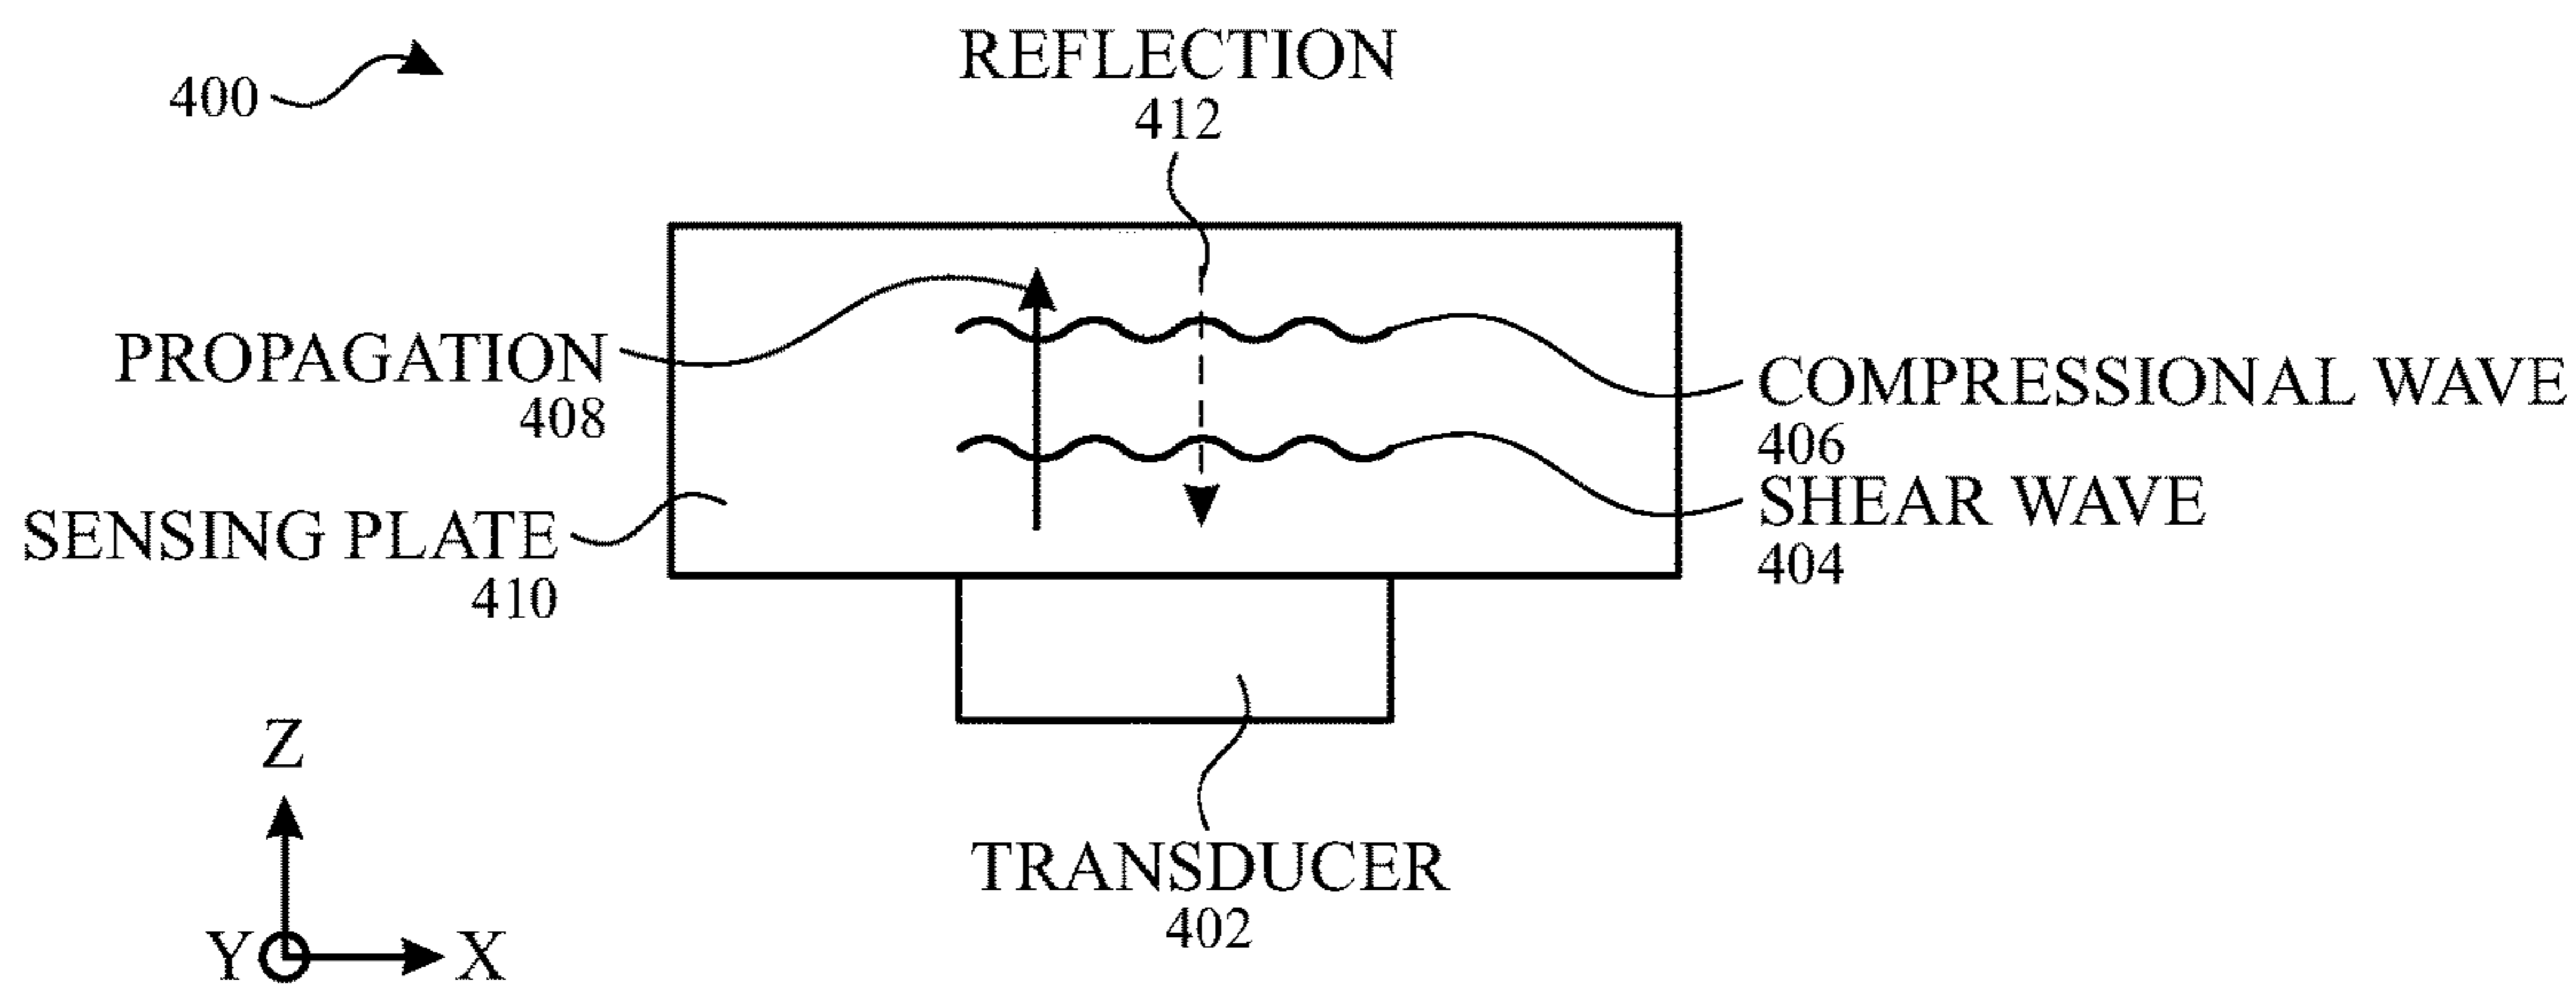 400
REFLECTION
412
PROPAGATION
408
COMPRESSIONAL WAVE
406
SENSING PLATE
410
SHEAR WAVE
404
TRANSDUCER
402
Z
Y X